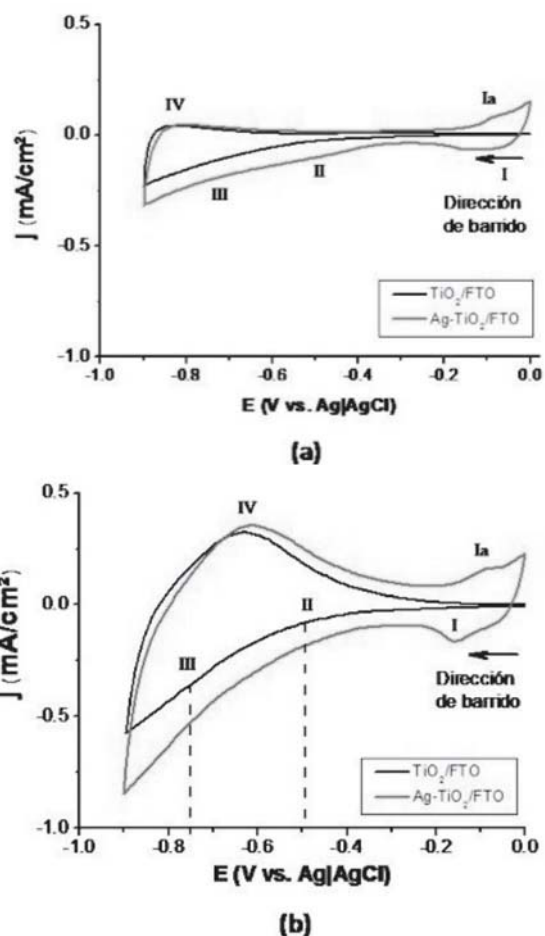 0.5
IV
Ia
0.0
I
III
II
Dirección
de barrido
-0.5
TiO₂/FTO
Ag-TiO₂/FTO
-1.0
-1.0 -0.8 -0.6 -0.4 -0.2 0.0
J (mA/cm²)
E (V vs. Ag|AgCl)
(a)
0.5
IV
Ia
II
0.0
I
III
Dirección
de barrido
-0.5
TiO₂/FTO
Ag-TiO₂/FTO
-1.0
-1.0 -0.8 -0.6 -0.4 -0.2 0.0
J (mA/cm²)
E (V vs. Ag|AgCl)
(b)